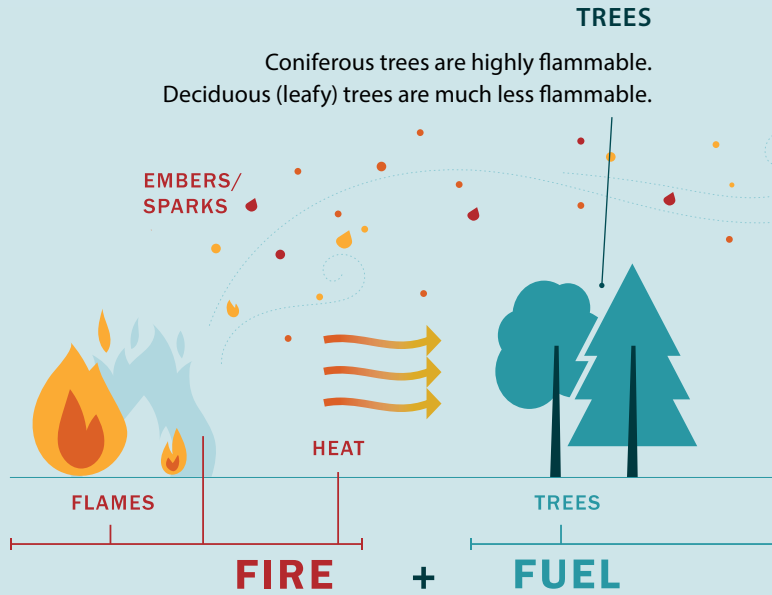 TREES
Coniferous trees are highly flammable.
Deciduous (leafy) trees are much less flammable.
EMBERS/
SPARKS
HEAT
FLAMES
TREES
FIRE + FUEL